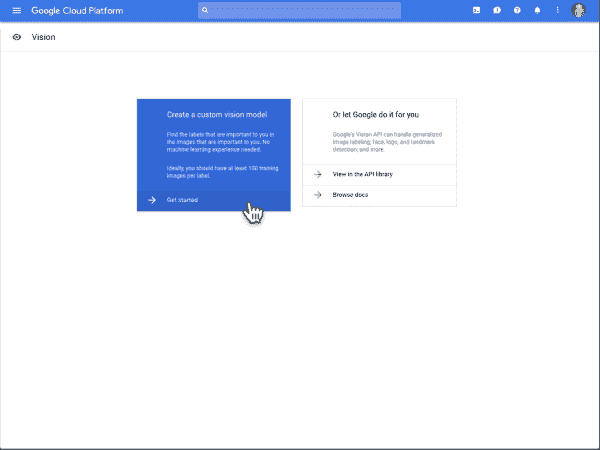 Google Cloud Platform
Vision
Create a custom vision model
Find the labels that are important to you in
the images that are important to you. No
machine learning experience needed.
Ideally, you should have at least 100 training
images per label.
Get started
Or let Google do it for you
Google's Vision API can handle generalized
image labeling; face, logo, and landmark
detection; and more.
View in the API library
Browse docs